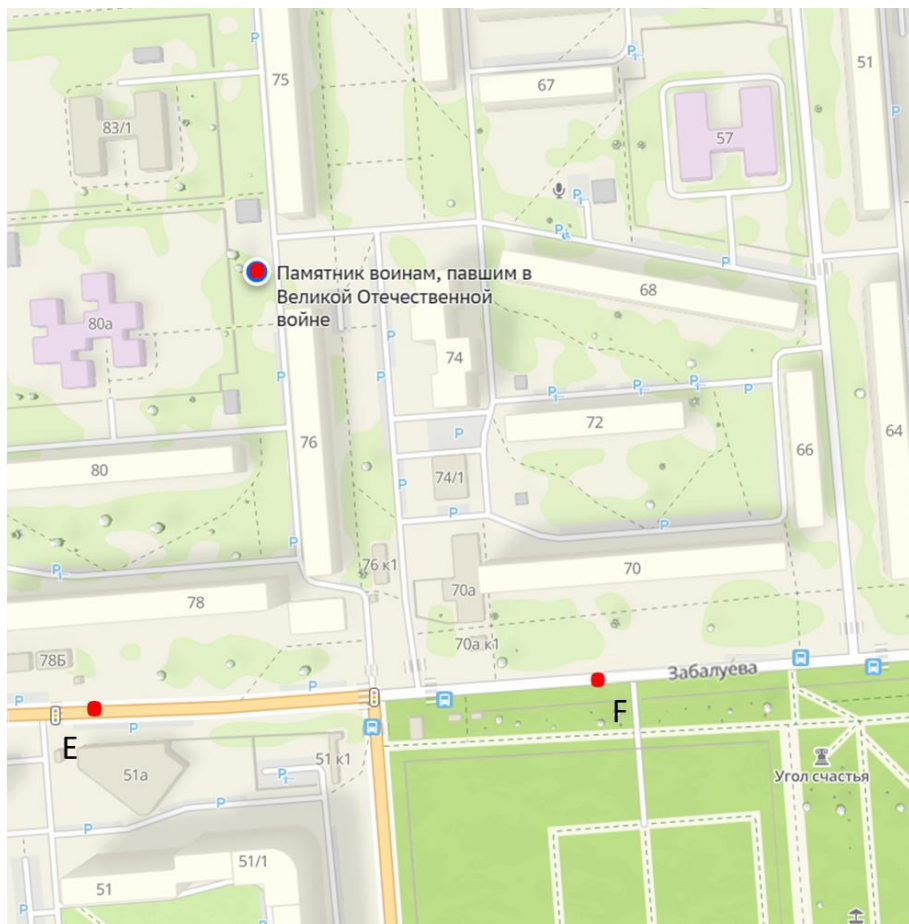 P
75
51
P
67
83/1
57
P
P
P
P
Памятник воинам, павшим в
Великой Отечественной
войне
68
80а
P
74
P
P
P
P
P
72
P
76
66
64
80
74/1
P
P
P
P
P
76 к1
70
70а
78
70а к1
78Б
P
P
Забалуева
E
P
F
51а
51 к1
P
Угол счастья
P
P
51/1
51
P